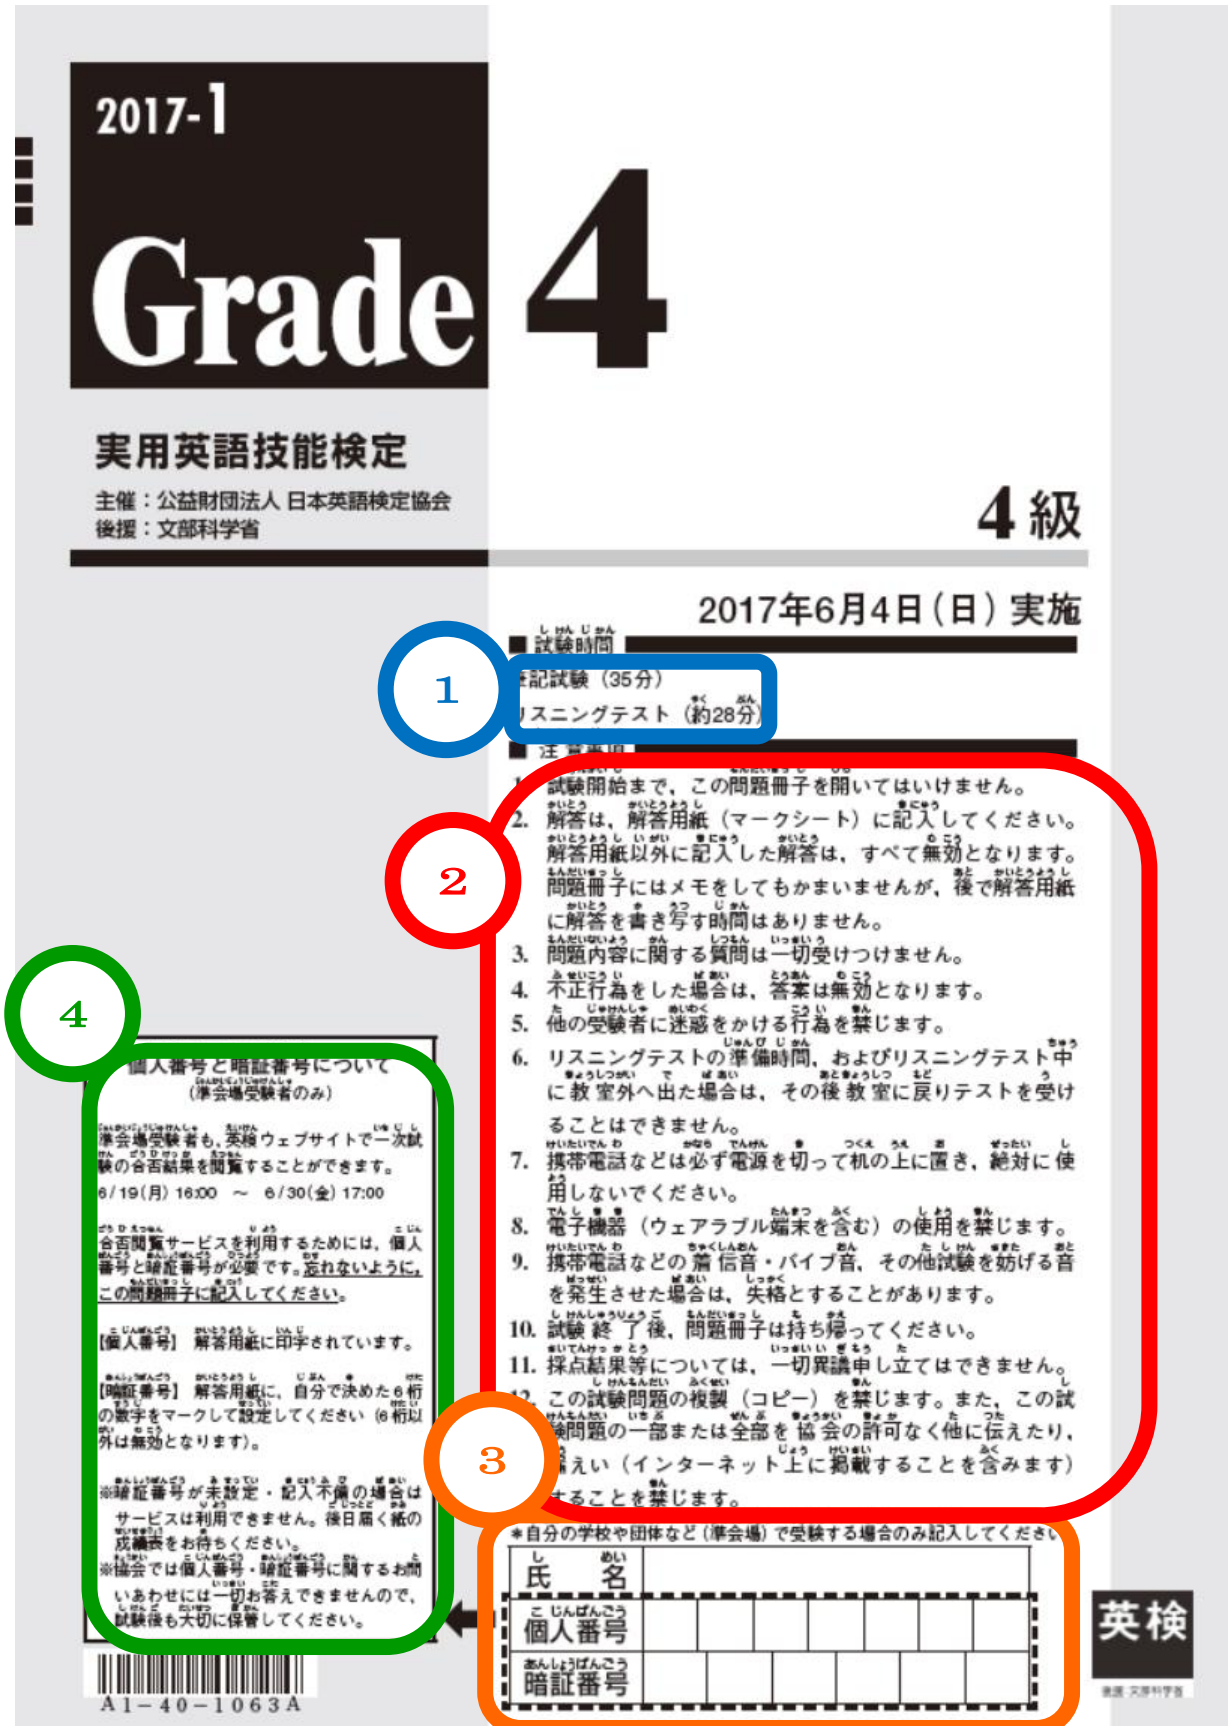 2017-1
Grade 4
実用英語技能検定
主催：公益財団法人 日本英語検定協会
後援：文部科学省
4級
2017年6月4日（日）実施
■ 試験時間
筆記試験（35分）
リスニングテスト（約28分）
■ 注意事項
1
2
3
4
1. 試験開始まで、この問題冊子を開いてはいけません。
2. 解答は、解答用紙（マークシート）に記入してください。
解答用紙以外に記入した解答は、すべて無効となります。
問題冊子にはメモをしてもかまいませんが、後で解答用紙
に解答を書き写す時間はありません。
3. 問題内容に関する質問は一切受けつけません。
4. 不正行為をした場合は、答案は無効となります。
5. 他の受験者に迷惑をかける行為を禁じます。
6. リスニングテストの準備時間、およびリスニングテスト中
に教室外へ出た場合は、その後教室に戻りテストを受け
ることはできません。
7. 携帯電話などは必ず電源を切って机の上に置き、絶対に使
用しないでください。
8. 電子機器（ウェアラブル端末を含む）の使用を禁じます。
9. 携帯電話などの着信音・バイブ音、その他試験を妨げる音
を発生させた場合は、失格とすることがあります。
10. 試験終了後、問題冊子は持ち帰ってください。
11. 採点結果等については、一切異議申し立てはできません。
12. この試験問題の複製（コピー）を禁じます。また、この試
験問題の一部または全部を協会の許可なく他に伝えたり、
えい（インターネット上に掲載することを含みます）
することを禁じます。
＊自分の学校や団体など（準会場）で受験する場合のみ記入してください
氏 名
個人番号
暗証番号
個人番号と暗証番号について
（準会場受験者のみ）
準会場受験者も、英検ウェブサイトで一次試
験の合否結果を閲覧することができます。
6/19(月) 16:00 ～ 6/30(金) 17:00
合否閲覧サービスを利用するためには、個人
番号と暗証番号が必要です。忘れないように、
この問題冊子に記入してください。
【個人番号】 解答用紙に印字されています。
【暗証番号】 解答用紙に、自分で決めた6桁
の数字をマークして設定してください（6桁以
外は無効となります）。
※暗証番号が未設定・記入不備の場合は
サービスは利用できません。後日届く紙の
成績表をお待ちください。
※協会では個人番号・暗証番号に関するお問
いあわせには一切お答えできませんので、
試験後も大切に保管してください。
A1-40-1063A
英検
後援・文部科学省